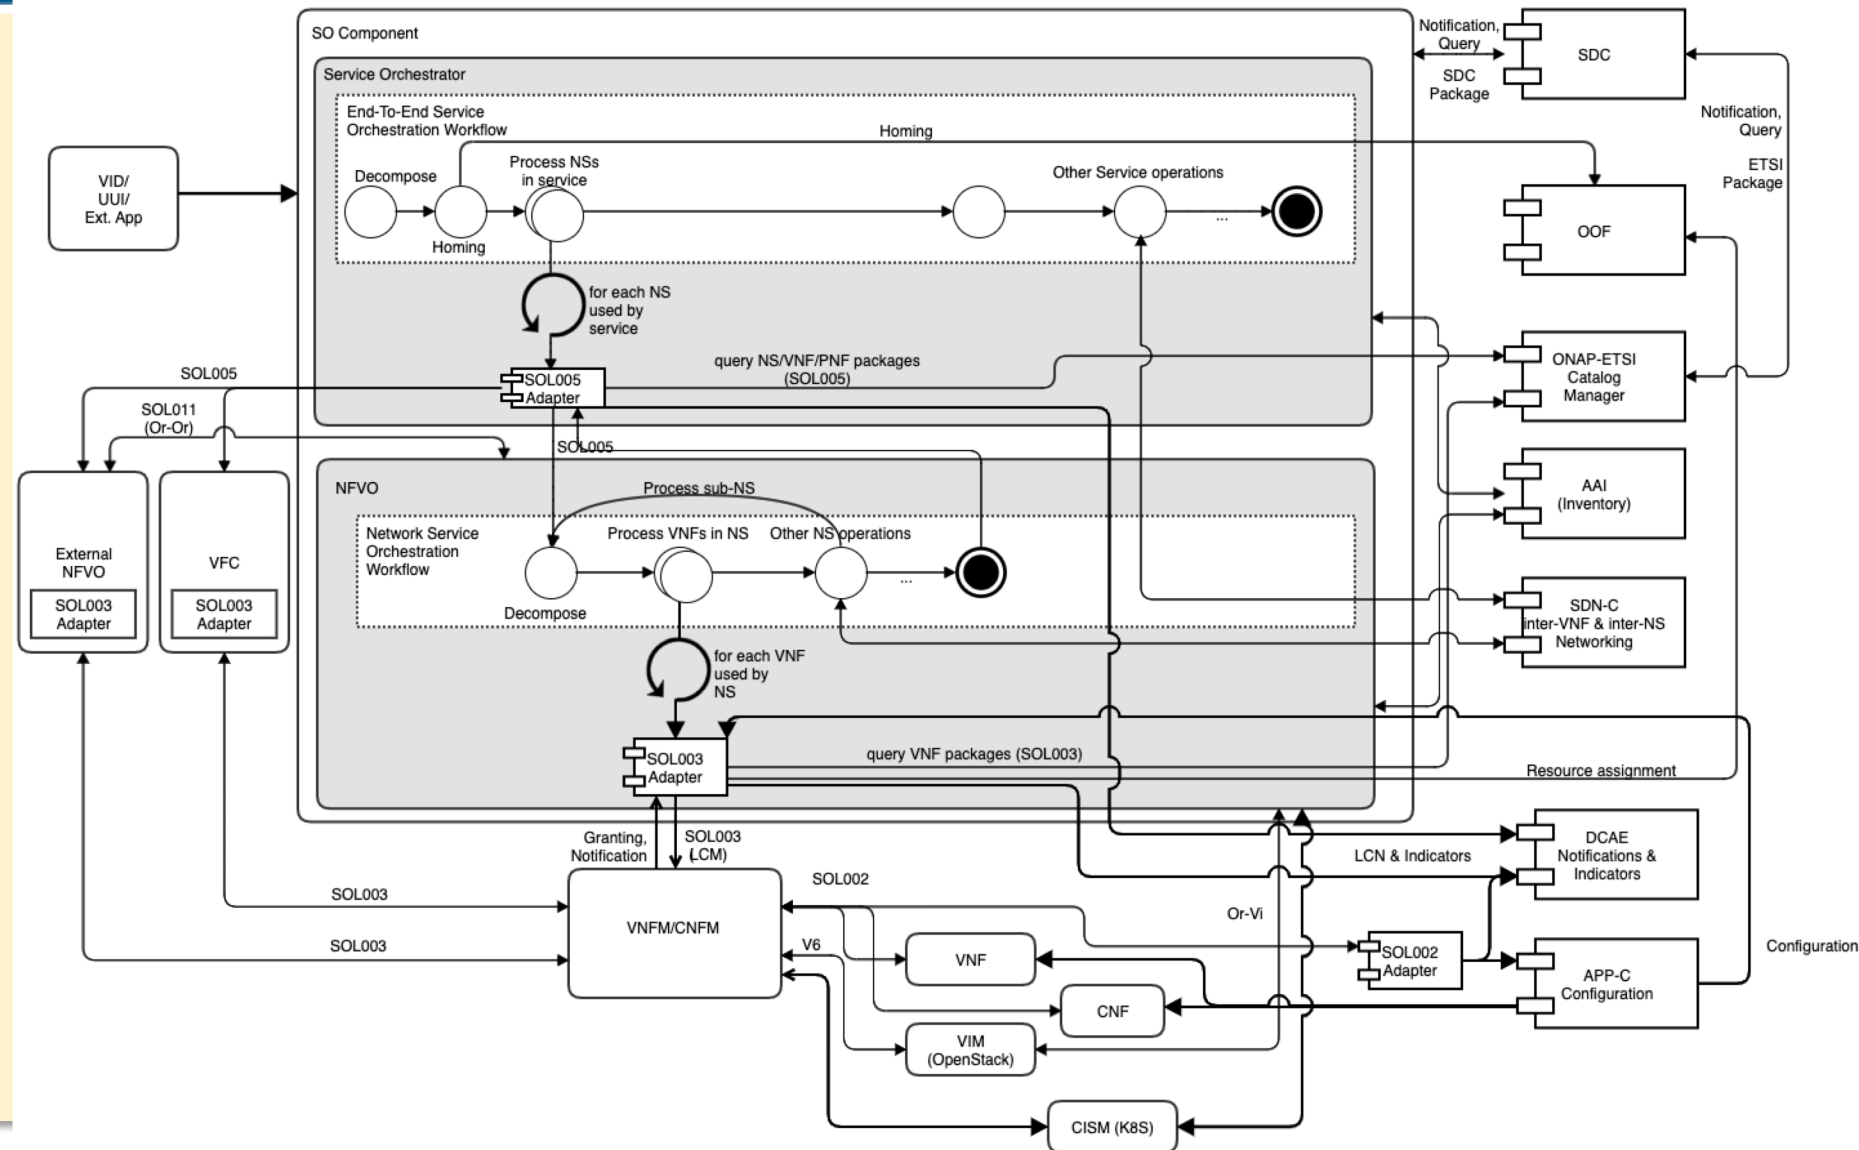 SO Component
Service Orchestrator
End-To-End Service
Orchestration Workflow
Homing
Decompose
Process NSs
in service
Homing
Other Service operations
...
VID/
UUI/
Ext. App
for each NS
used by
service
SOL005
Adapter
query NS/VNF/PNF packages
(SOL005)
SOL005
SOL011
(Or-Or)
SOL005
NFVO
Process sub-NS
Network Service
Orchestration
Workflow
Process VNFs in NS
Other NS operations
...
Decompose
for each VNF
used by
NS
SOL003
Adapter
query VNF packages (SOL003)
Resource assignment
External
NFVO
SOL003
Adapter
VFC
SOL003
Adapter
Notification,
Query
SDC
Package
SDC
Notification,
Query
ETSI
Package
OOF
ONAP-ETSI
Catalog
Manager
AAI
(Inventory)
SDN-C
inter-VNF & inter-NS
Networking
Granting,
Notification
SOL003
(LCM)
SOL003
SOL003
VNFM/CNFM
SOL002
V6
VNF
CNF
VIM
(OpenStack)
CISM (K8S)
Or-Vi
LCN & Indicators
DCAE
Notifications &
Indicators
SOL002
Adapter
APP-C
Configuration
Configuration